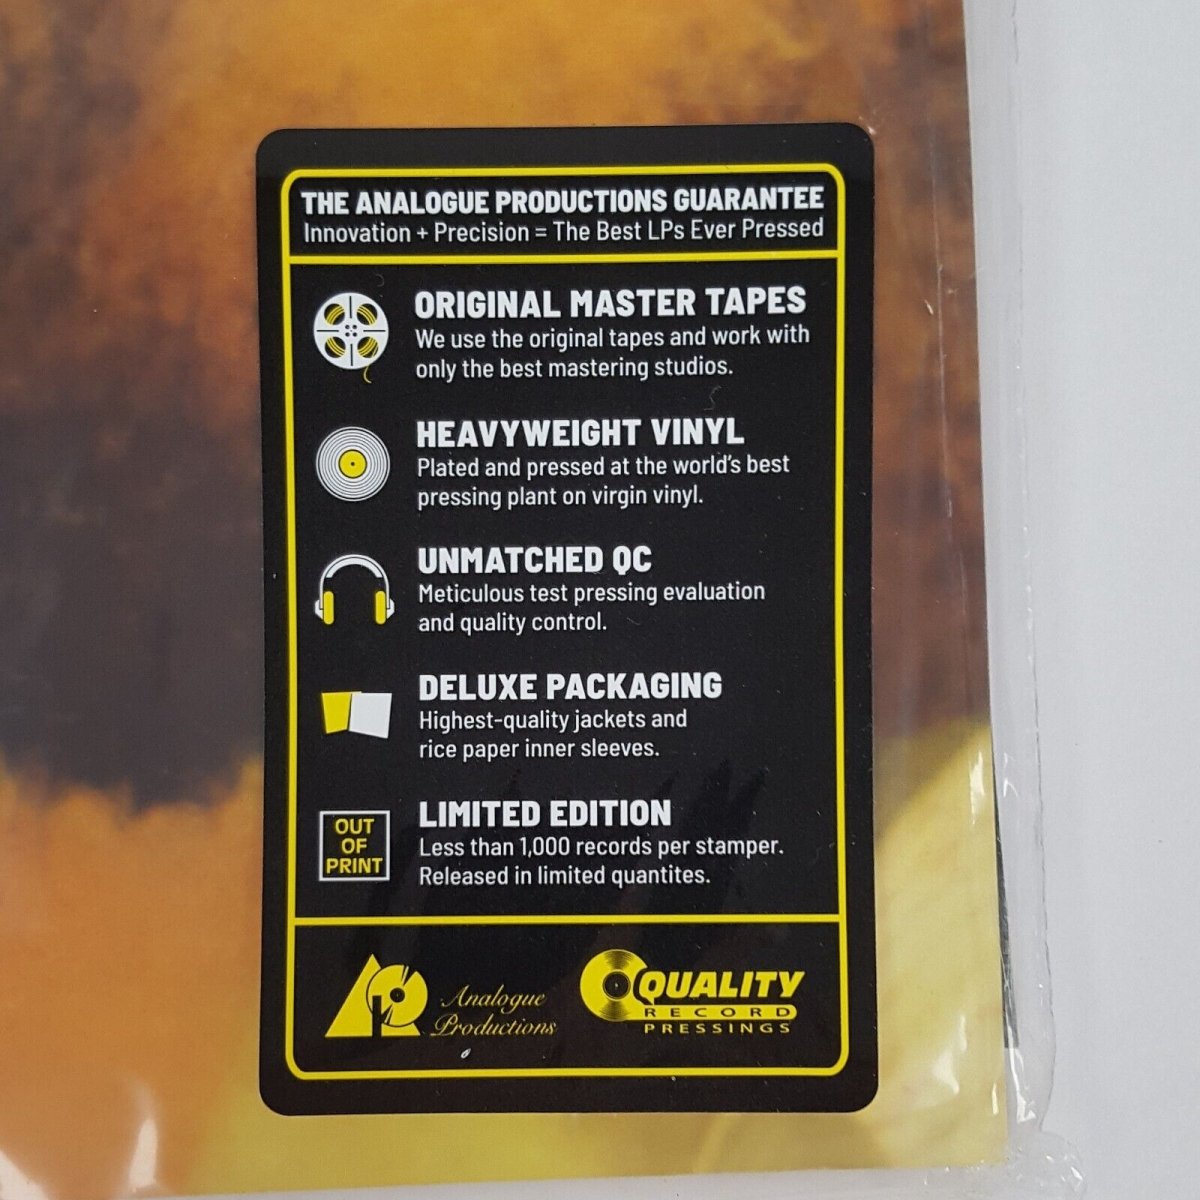 THE ANALOGUE PRODUCTIONS GUARANTEE
Innovation + Precision = The Best LPs Ever Pressed
ORIGINAL MASTER TAPES
We use the original tapes and work with
only the best mastering studios.
HEAVYWEIGHT VINYL
Plated and pressed at the world's best
pressing plant on virgin vinyl.
UNMATCHED QC
Meticulous test pressing evaluation
and quality control.
DELUXE PACKAGING
Highest-quality jackets and
rice paper inner sleeves.
OUT
OF
PRINT
LIMITED EDITION
Less than 1,000 records per stamper.
Released in limited quantites.
Analogue
Productions
QUALITY
RECORD
PRESSINGS